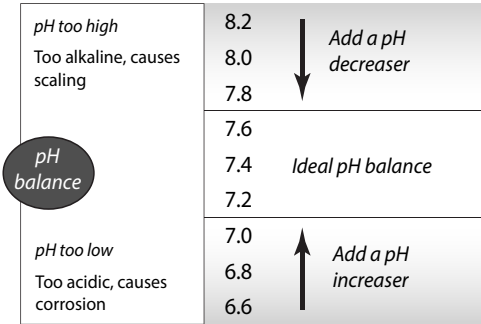 pH too high
Too alkaline, causes
scaling
8.2
8.0
7.8
Add a pH
decreaser
pH
balance
7.6
7.4
7.2
Ideal pH balance
pH too low
Too acidic, causes
corrosion
7.0
6.8
6.6
Add a pH
increaser